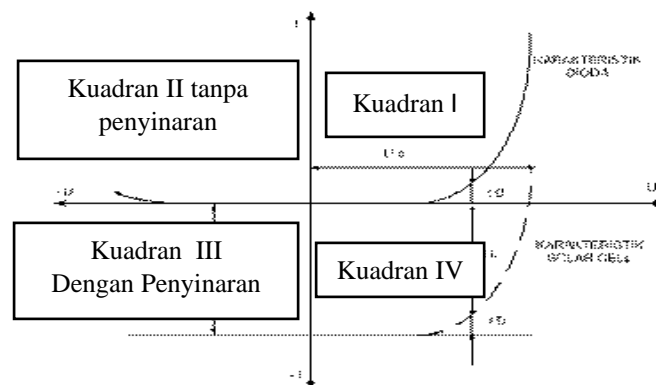 I
KARAKTERISTIK
DIODA
Kuadran II tanpa
penyinaran
Kuadran I
U
KARAKTERISTIK
SOLAR CELL
Kuadran III
Dengan Penyinaran
Kuadran IV
-I